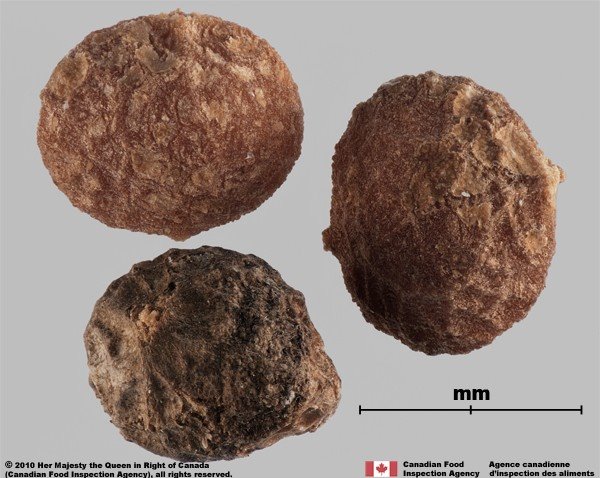 mm
© 2010 Her Majesty the Queen in Right of Canada
(Canadian Food Inspection Agency), all rights reserved.
Canadian Food
Inspection Agency
Agence canadienne
d'inspection des aliments